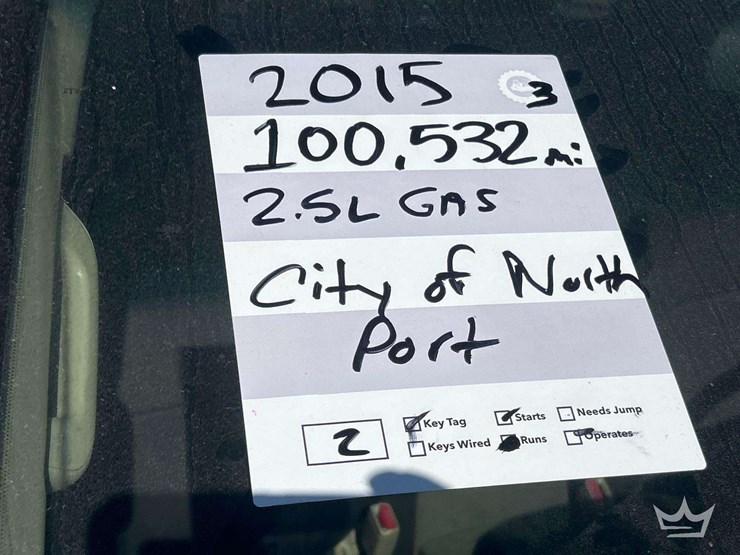 2015 3
100,532 mi
2.5L GAS
City of North
Port
2
Key Tag Starts Needs Jump
Keys Wired Runs Operates